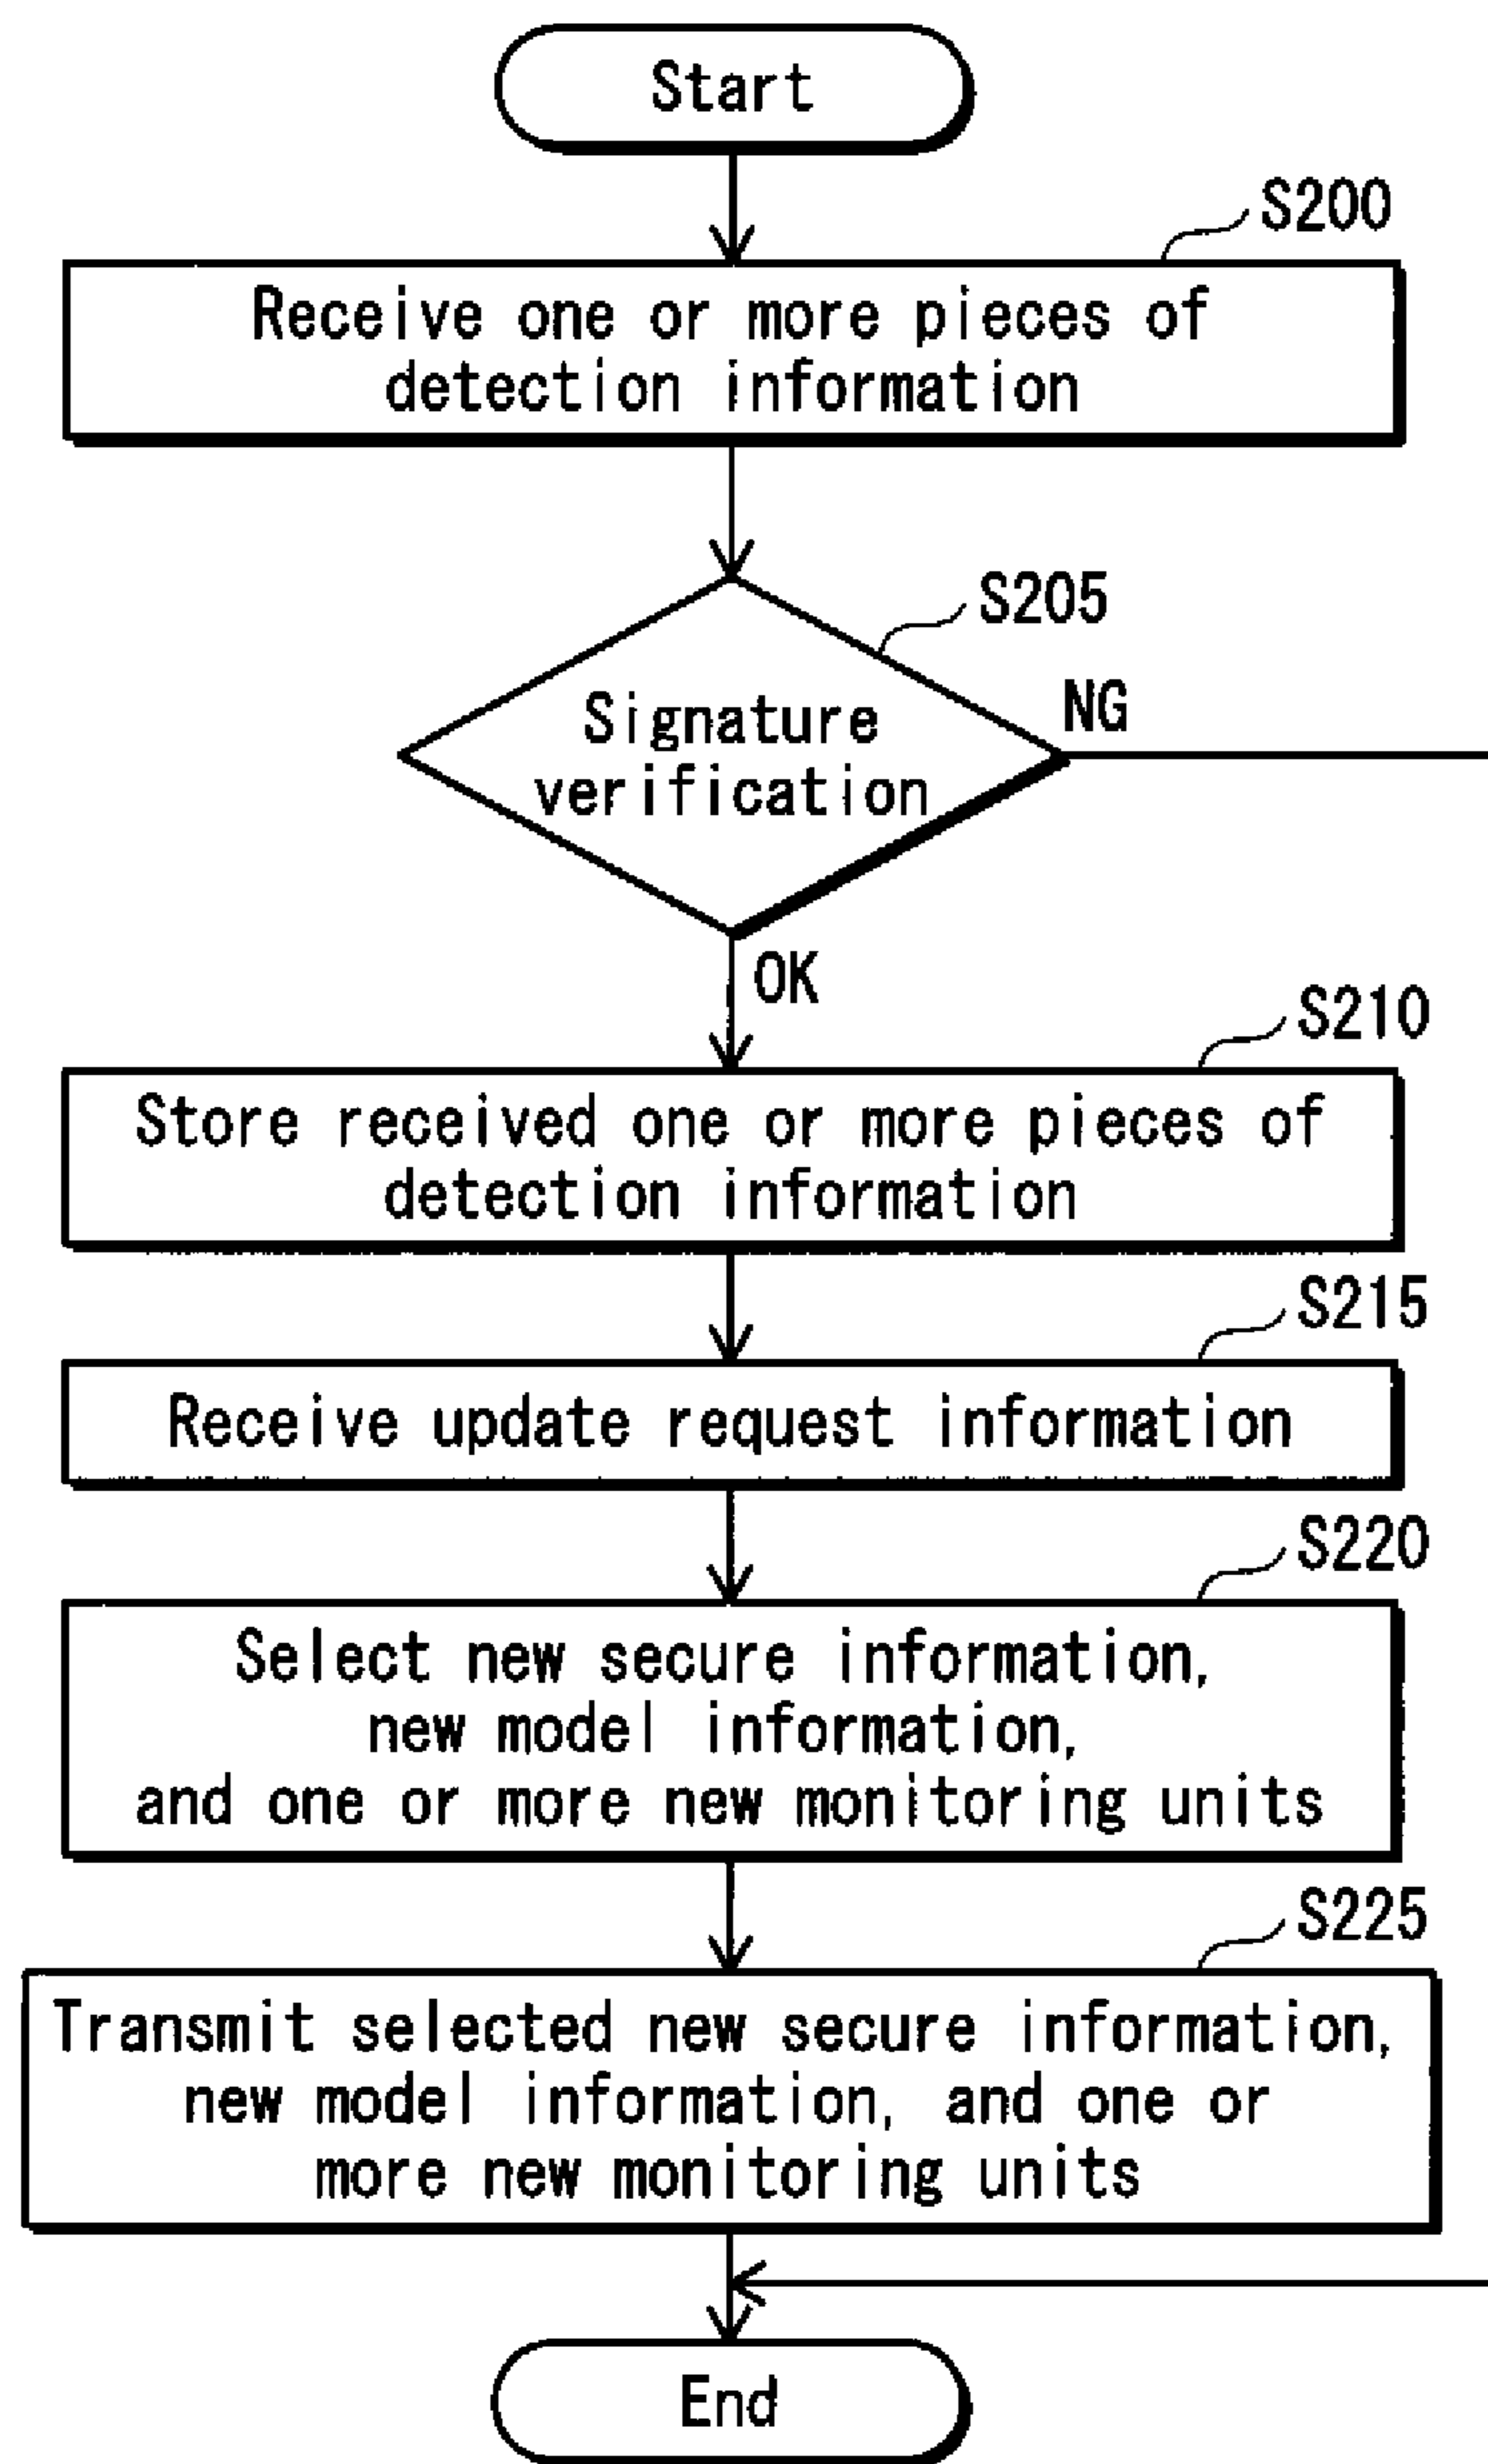 Start
S200
Receive one or more pieces of
detection information
S205
Signature
verification
NG
OK
S210
Store received one or more pieces of
detection information
S215
Receive update request information
S220
Select new secure information,
new model information,
and one or more new monitoring units
S225
Transmit selected new secure information,
new model information, and one or
more new monitoring units
End